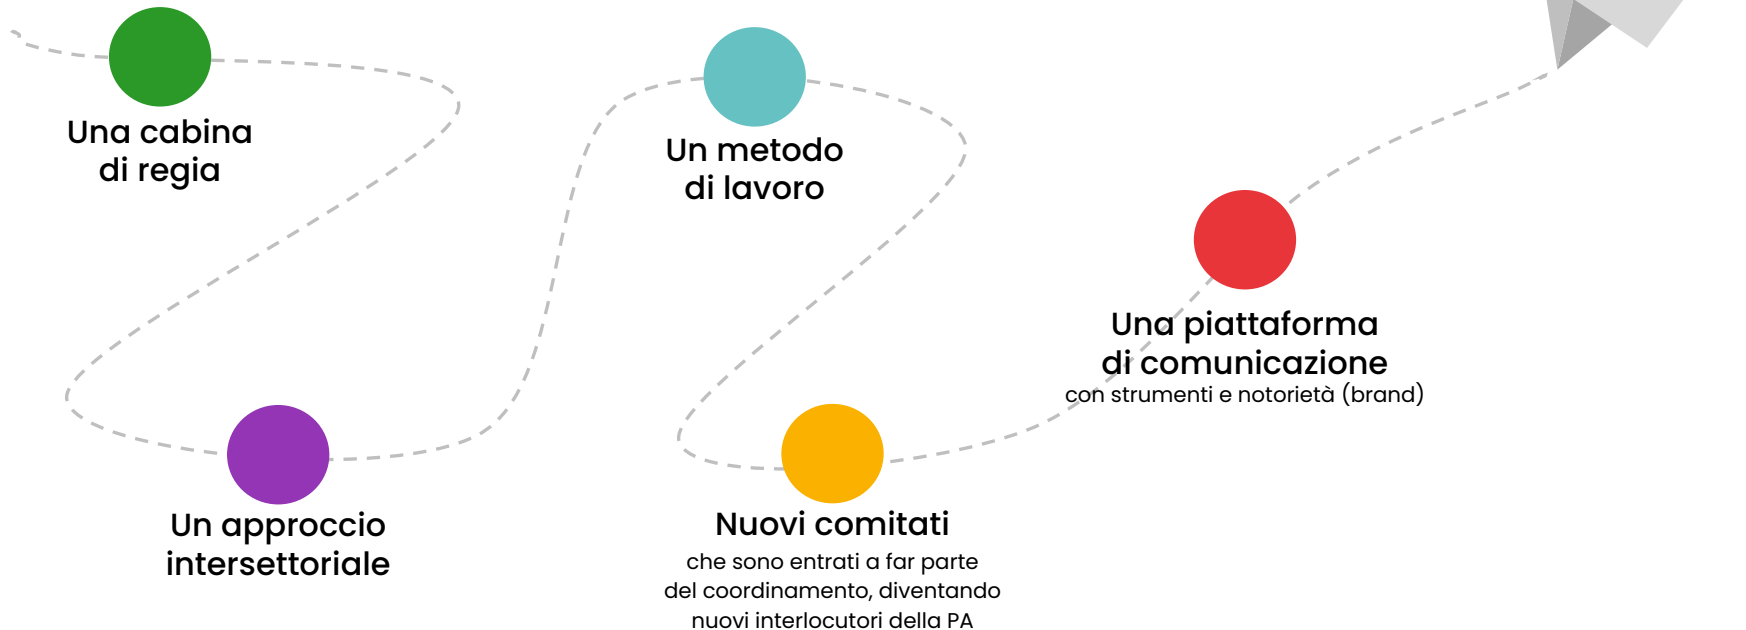 Una cabina
di regia
Un approccio
intersettoriale
Un metodo
di lavoro
Nuovi comitati
che sono entrati a far parte
del coordinamento, diventando
nuovi interlocutori della PA
Una piattaforma
di comunicazione
con strumenti e notorietà (brand)